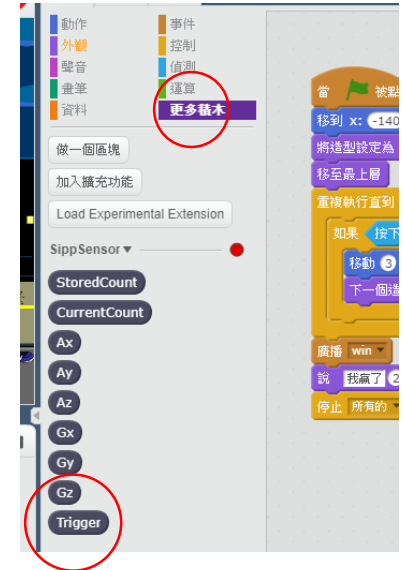 動作 事件
外觀 控制
聲音 偵測
畫筆 運算
資料 更多積木
做一個區塊
加入擴充功能
Load Experimental Extension
SippSensor
StoredCount
CurrentCount
Ax
Ay
Az
Gx
Gy
Gz
Trigger
當 被點
移到 x: -140
將造型設定為
移至最上層
重複執行直到
如果 按下
移動 3
下一個造
廣播 win
說 我贏了 2
停止 所有的